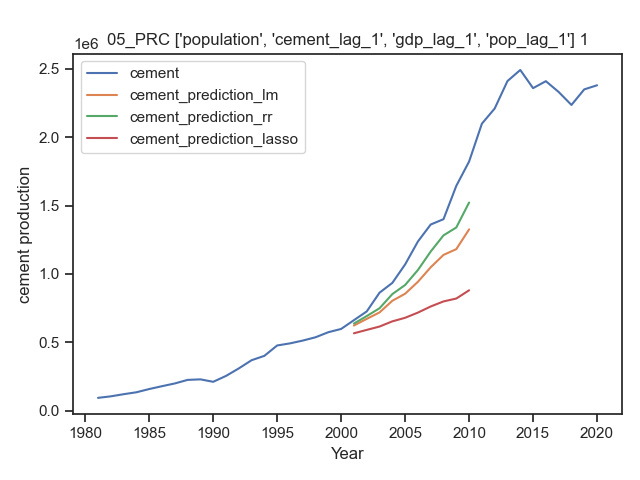 1e6
05_PRC ['population', 'cement_lag_1', 'gdp_lag_1', 'pop_lag_1'] 1
cement
cement_prediction_lm
cement_prediction_rr
cement_prediction_lasso
2.5
2.0
1.5
1.0
0.5
0.0
cement production
1980 1985 1990 1995 2000 2005 2010 2015 2020
Year